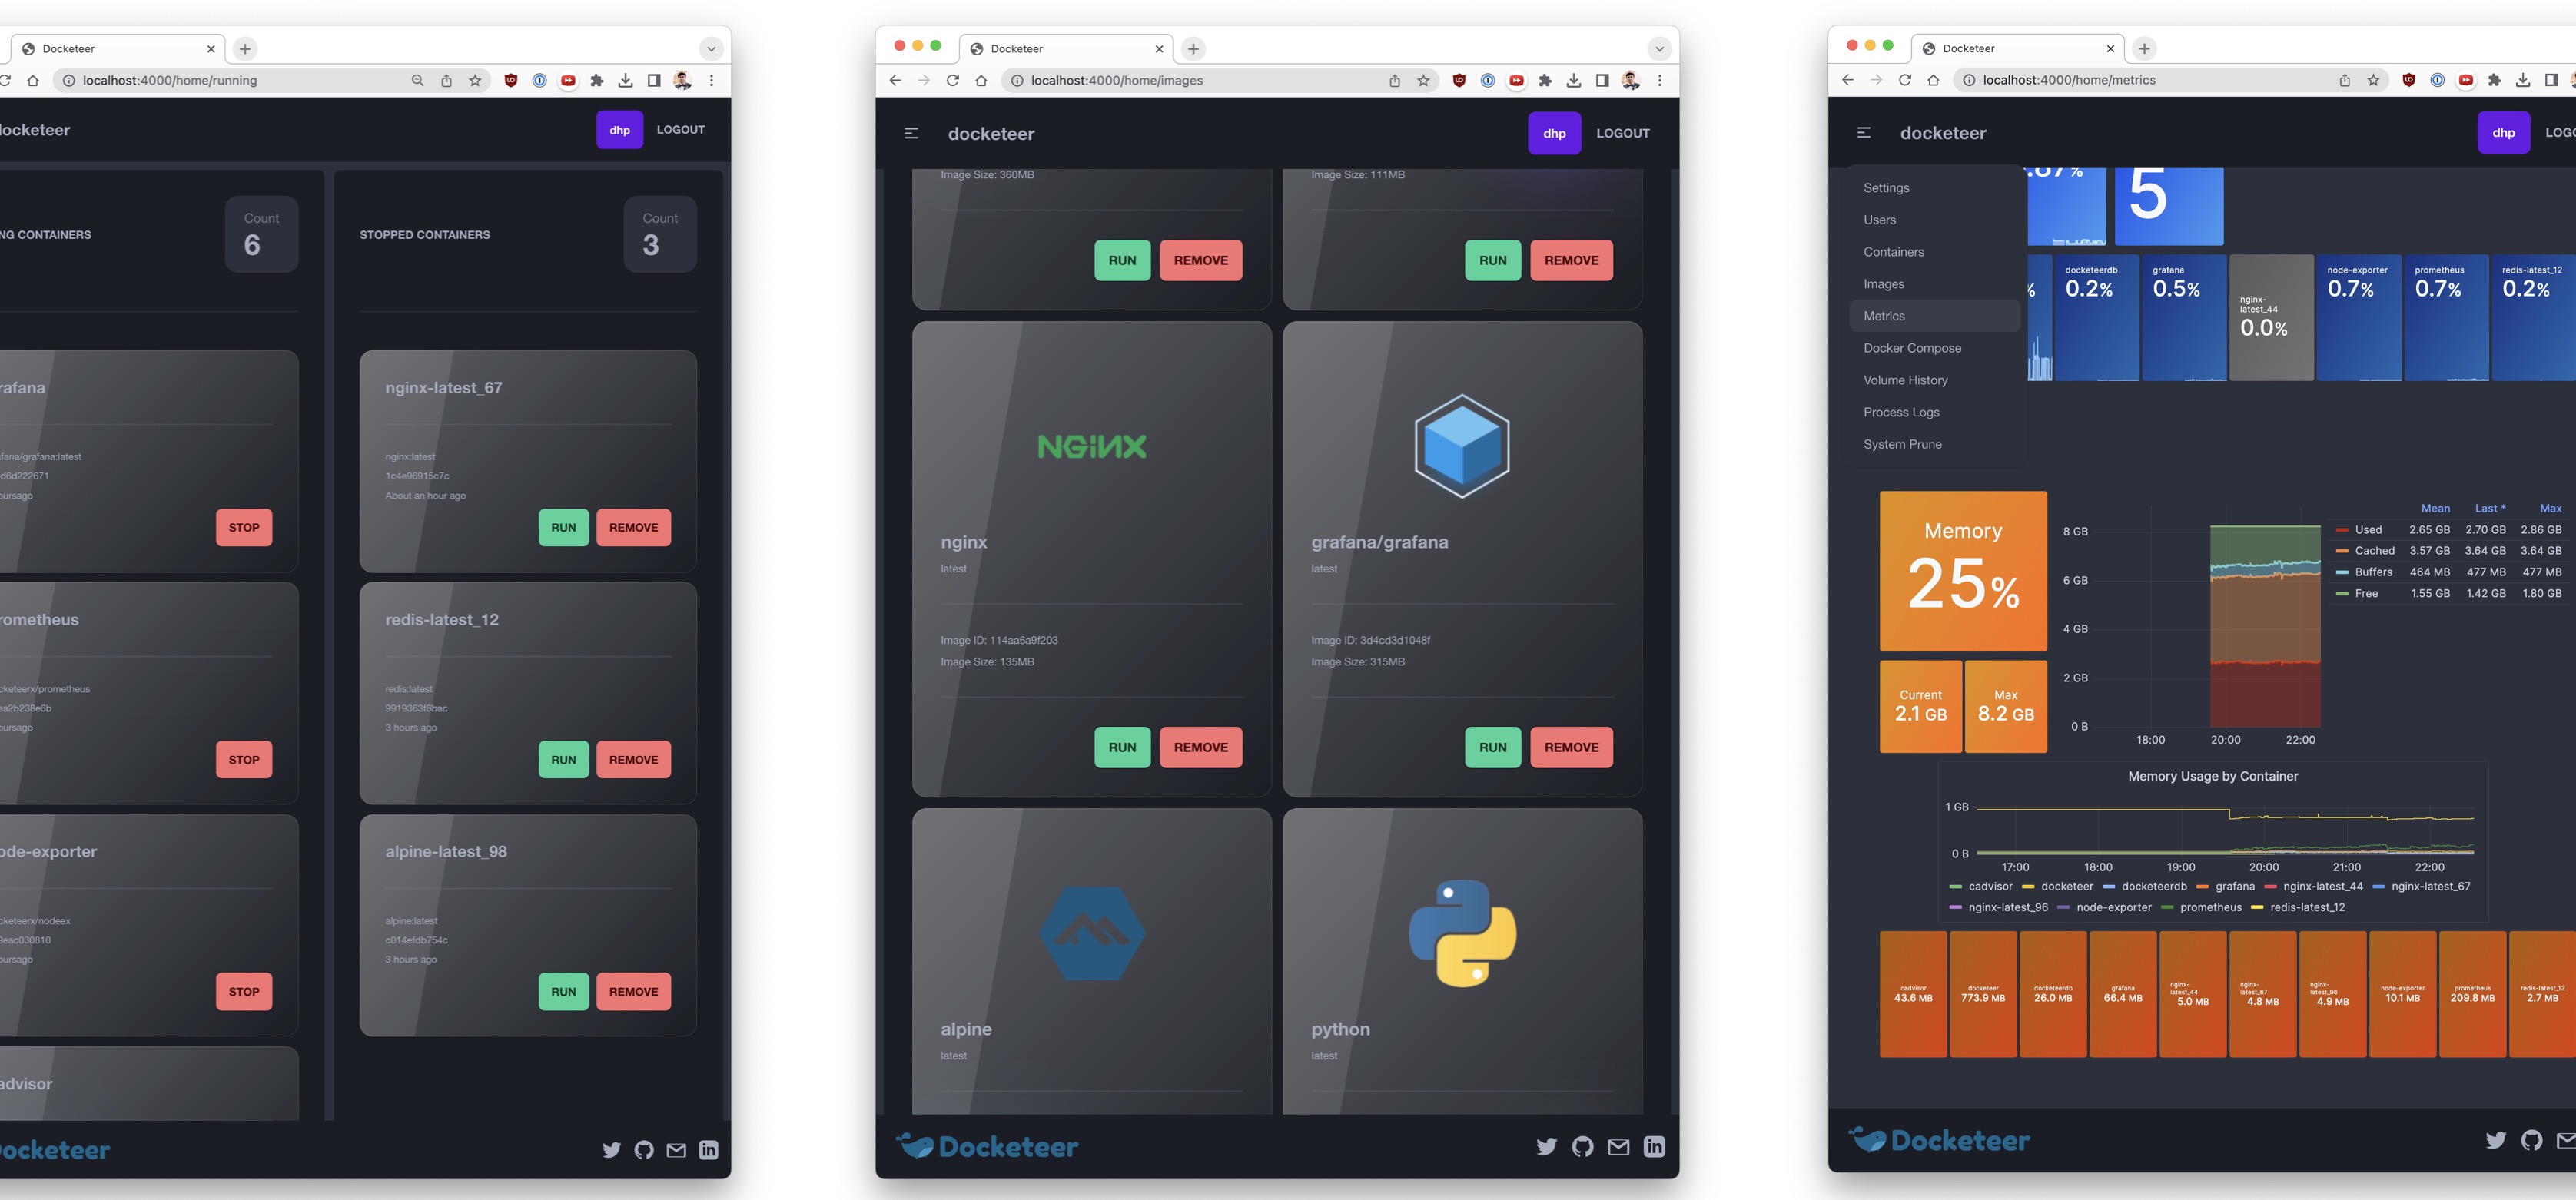 Docketeer
localhost:4000/home/running
docketeer
dhp
LOGOUT
NG CONTAINERS
Count
6
STOPPED CONTAINERS
Count
3
rafana
fana/grafana:latest
d6d222671
oursago
STOP
nginx-latest_67
nginx:latest
1c4e96915c7c
About an hour ago
RUN
REMOVE
rometheus
cketeerx/prometheus
aa2b238e6b
oursago
STOP
redis-latest_12
redis:latest
9919363f8bac
3 hours ago
RUN
REMOVE
ode-exporter
cketeerx/nodeex
9eac030810
oursago
STOP
alpine-latest_98
alpine:latest
c014efdb754c
3 hours ago
RUN
REMOVE
advisor
ocketeer
Docketeer
localhost:4000/home/images
docketeer
dhp
LOGOUT
Image Size: 360MB
RUN
REMOVE
Image Size: 111MB
RUN
REMOVE
NGINX
nginx
latest
Image ID: 114aa6a9f203
Image Size: 135MB
RUN
REMOVE
grafana/grafana
latest
Image ID: 3d4cd3d1048f
Image Size: 315MB
RUN
REMOVE
alpine
latest
python
latest
Docketeer
Docketeer
localhost:4000/home/metrics
docketeer
dhp
LOGO
Settings
Users
Containers
Images
Metrics
Docker Compose
Volume History
Process Logs
System Prune
.87%
5
%
docketeerdb
0.2%
grafana
0.5%
nginx-
latest_44
0.0%
node-exporter
0.7%
prometheus
0.7%
redis-latest_12
0.2%
Memory
25%
Current
2.1 GB
Max
8.2 GB
8 GB
6 GB
4 GB
2 GB
0 B
18:00 20:00 22:00
Mean Last * Max
Used 2.65 GB 2.70 GB 2.86 GB
Cached 3.57 GB 3.64 GB 3.64 GB
Buffers 464 MB 477 MB 477 MB
Free 1.55 GB 1.42 GB 1.80 GB
Memory Usage by Container
1 GB
0 B
17:00 18:00 19:00 20:00 21:00 22:00
cadvisor docketeer docketeerdb grafana nginx-latest_44 nginx-latest_67
nginx-latest_96 node-exporter prometheus redis-latest_12
cadvisor
43.6 MB
docketeer
773.9 MB
docketeerdb
26.0 MB
grafana
66.4 MB
nginx-
latest_44
5.0 MB
nginx-
latest_67
4.8 MB
nginx-
latest_96
4.9 MB
node-exporter
10.1 MB
prometheus
209.8 MB
redis-latest_12
2.7 MB
Docketeer